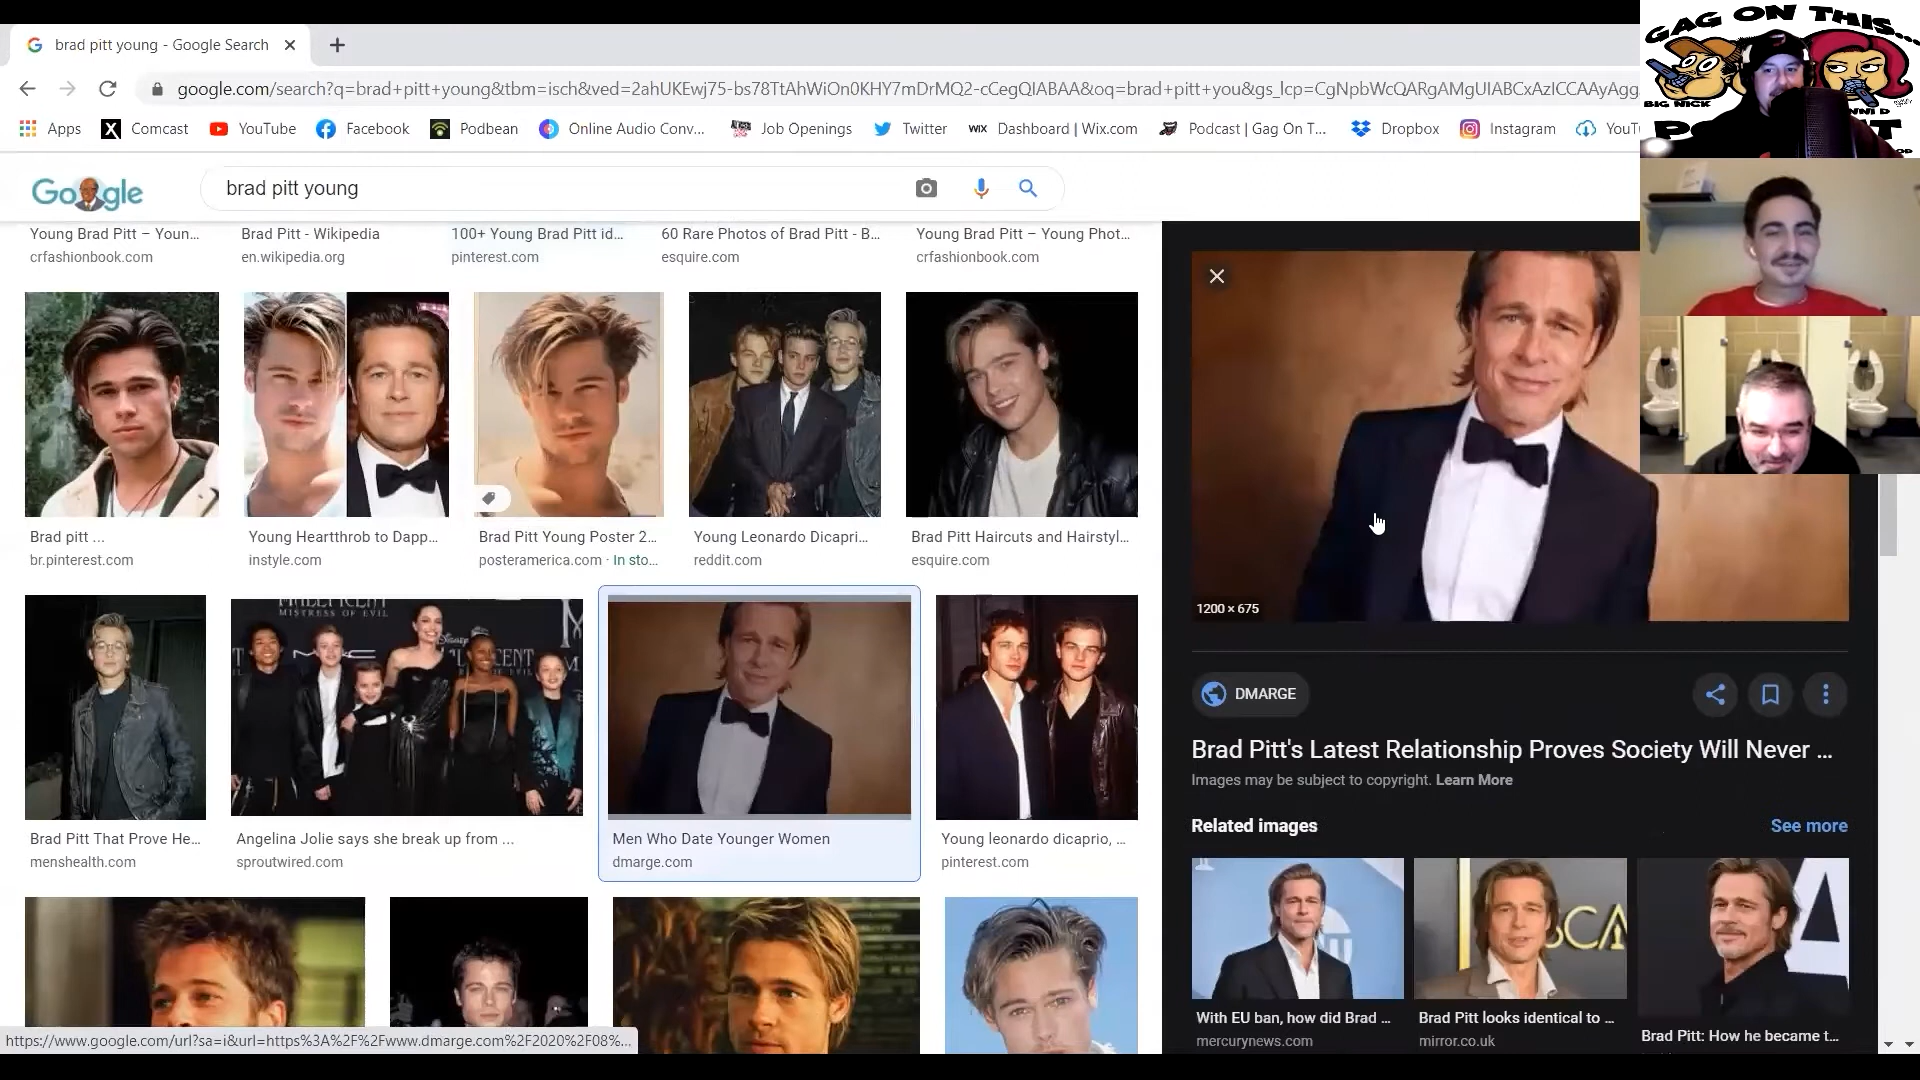 brad pitt young - Google Search
google.com/search?q=brad+pitt+young&tbm=isch&ved=2ahUKEwj75-bs78TtAhWiOn0KHY7mDrMQ2-cCegQIABAA&oq=brad+pitt+you&gs_lcp=CgNpbWcQARgAMgUIABCxAzICCAAyAgg
Apps Comcast YouTube Facebook Podbean Online Audio Conv... Job Openings Twitter WIX Dashboard | Wix.com Podcast | Gag On T... Dropbox Instagram YouT
GAG ON THIS...
BIG NICK
Google
brad pitt young
Young Brad Pitt – Youn... Brad Pitt - Wikipedia 100+ Young Brad Pitt id... 60 Rare Photos of Brad Pitt - B... Young Brad Pitt – Young Phot...
crfashionbook.com en.wikipedia.org pinterest.com esquire.com crfashionbook.com
Brad pitt ... Young Heartthrob to Dapp... Brad Pitt Young Poster 2... Young Leonardo Dicapri... Brad Pitt Haircuts and Hairstyl...
br.pinterest.com instyle.com posteramerica.com · In sto... reddit.com esquire.com
MALEFICENT
MISTRESS OF EVIL
Disney
Brad Pitt That Prove He... Angelina Jolie says she break up from ... Men Who Date Younger Women Young leonardo dicaprio, ...
menshealth.com sproutwired.com dmarge.com pinterest.com
1200 × 675
DMARGE
Brad Pitt's Latest Relationship Proves Society Will Never ...
Images may be subject to copyright. Learn More
Related images See more
With EU ban, how did Brad ... Brad Pitt looks identical to ... Brad Pitt: How he became t...
mercurynews.com mirror.co.uk
https://www.google.com/url?sa=i&url=https%3A%2F%2Fwww.dmarge.com%2F2020%2F08%...